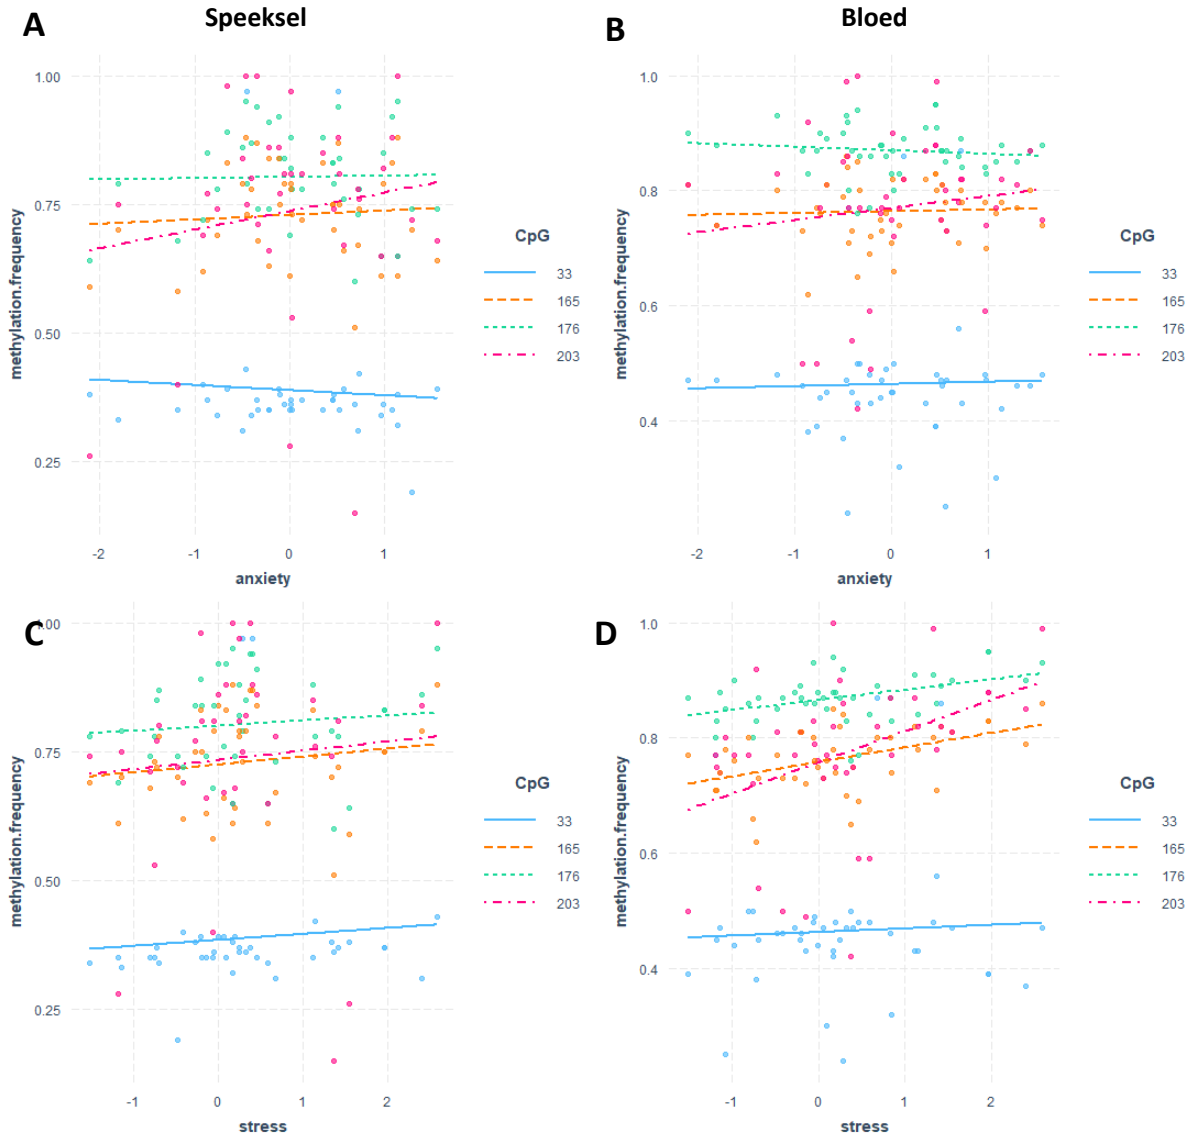 A
Speeksel
1.00
0.75
0.50
0.25
methylation.frequency
-2
-1
0
1
anxiety
CpG
33
165
176
203
B
Bloed
1.0
0.8
0.6
0.4
methylation.frequency
-2
-1
0
1
anxiety
CpG
33
165
176
203
C
.00
0.75
0.50
0.25
methylation.frequency
-1
0
1
2
stress
CpG
33
165
176
203
D
1.0
0.8
0.6
0.4
methylation.frequency
-1
0
1
2
stress
CpG
33
165
176
203